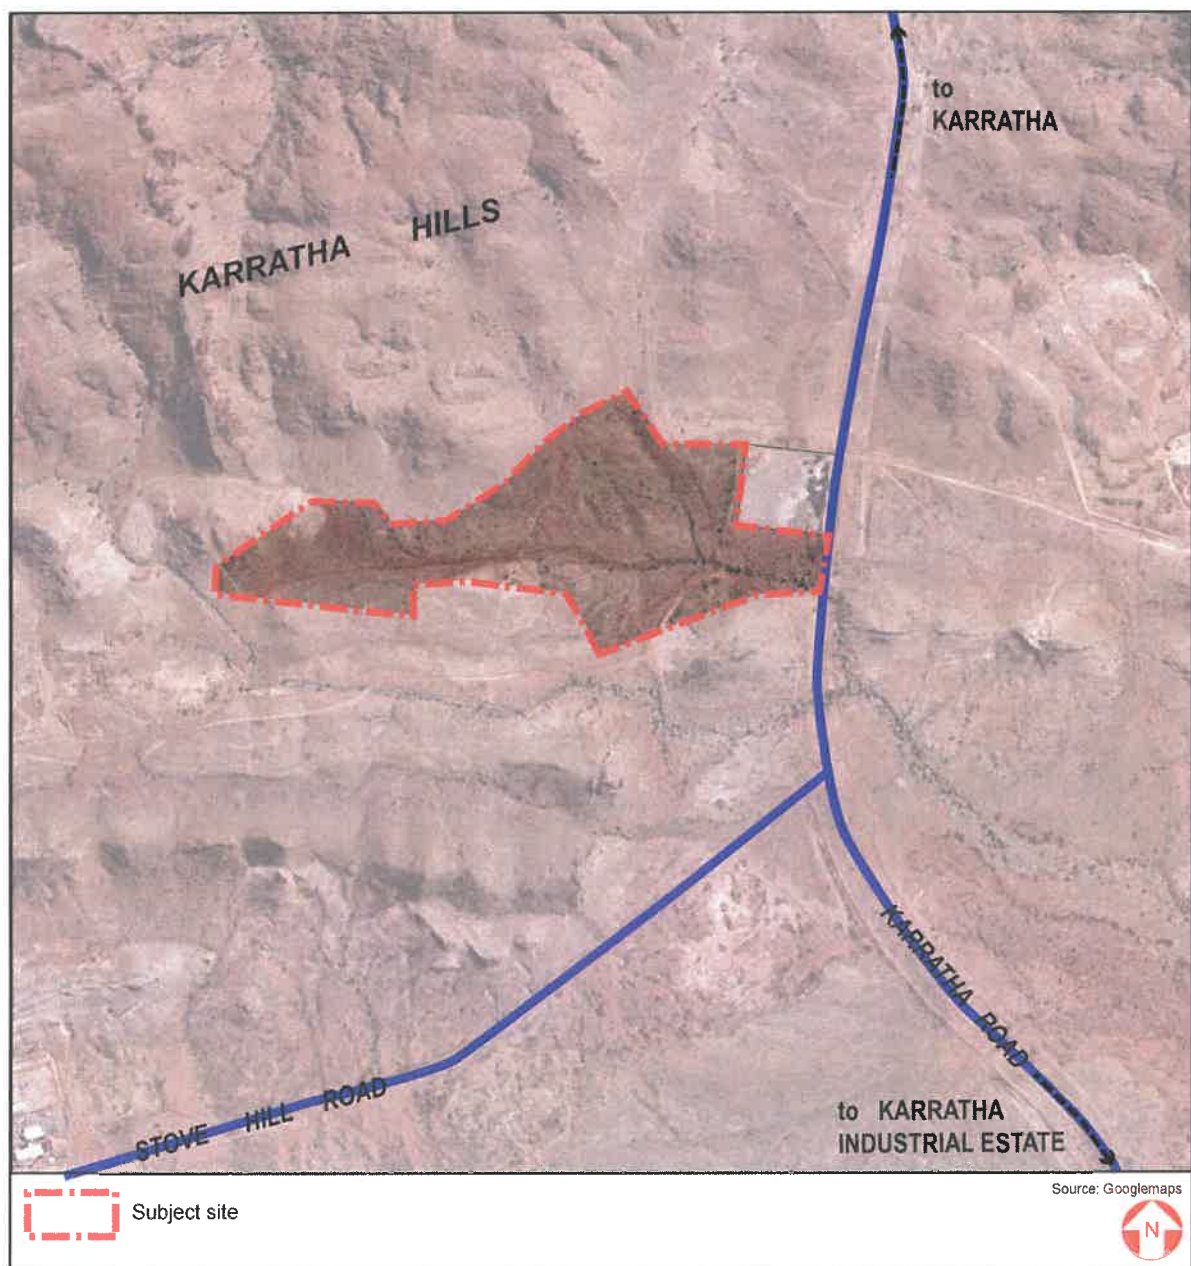 to
KARRATHA
KARRATHA HILLS
KARRATHA ROAD
STOVE HILL ROAD
to KARRATHA
INDUSTRIAL ESTATE
Source: Googlemaps
Subject site
N